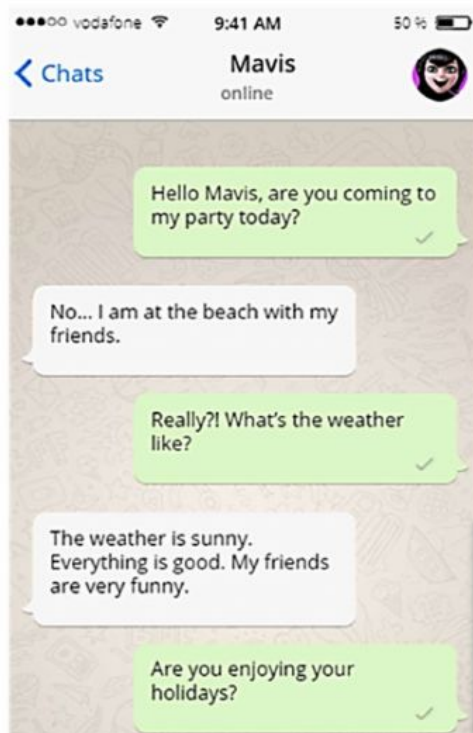 vodafone 9:41 AM 50 %
Chats Mavis
online
Hello Mavis, are you coming to
my party today?
No... I am at the beach with my
friends.
Really?! What's the weather
like?
The weather is sunny.
Everything is good. My friends
are very funny.
Are you enjoying your
holidays?